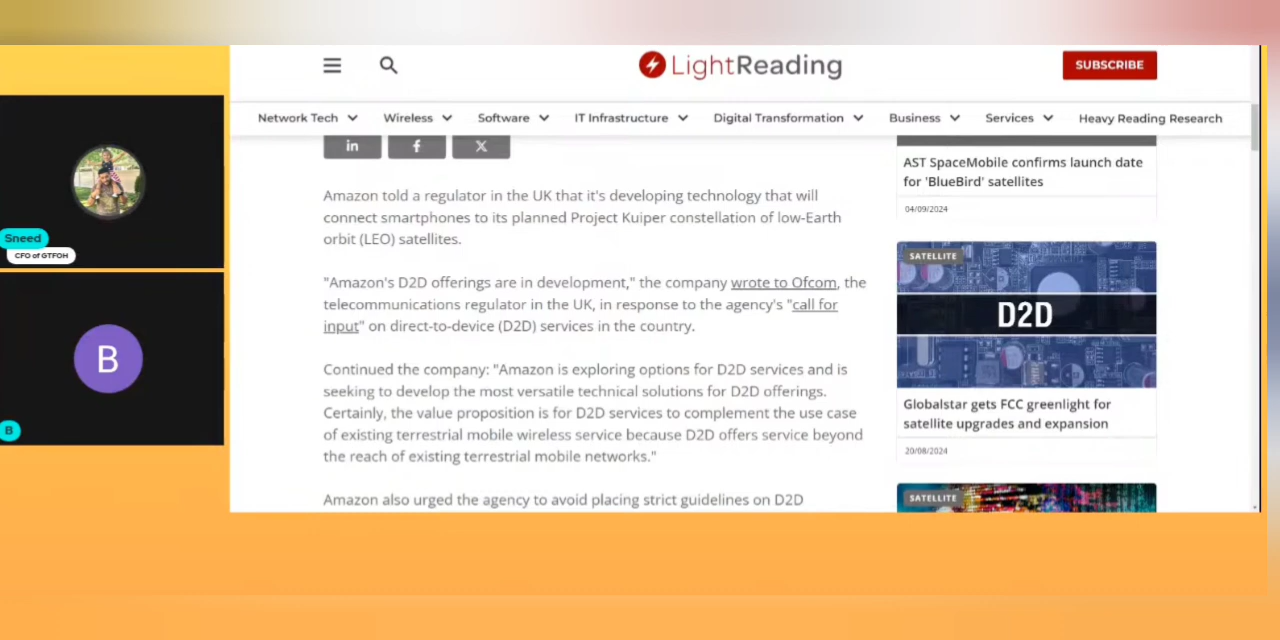 LightReading
SUBSCRIBE
Network Tech
Wireless
Software
IT Infrastructure
Digital Transformation
Business
Services
Heavy Reading Research
in
f
X
Amazon told a regulator in the UK that it's developing technology that will
connect smartphones to its planned Project Kuiper constellation of low-Earth
orbit (LEO) satellites.
"Amazon's D2D offerings are in development," the company wrote to Ofcom, the
telecommunications regulator in the UK, in response to the agency's "call for
input" on direct-to-device (D2D) services in the country.
Continued the company: "Amazon is exploring options for D2D services and is
seeking to develop the most versatile technical solutions for D2D offerings.
Certainly, the value proposition is for D2D services to complement the use case
of existing terrestrial mobile wireless service because D2D offers service beyond
the reach of existing terrestrial mobile networks."
Amazon also urged the agency to avoid placing strict guidelines on D2D
AST SpaceMobile confirms launch date
for 'BlueBird' satellites
04/09/2024
SATELLITE
D2D
Globalstar gets FCC greenlight for
satellite upgrades and expansion
20/08/2024
SATELLITE
Sneed
CFO of GTFOH
B
B